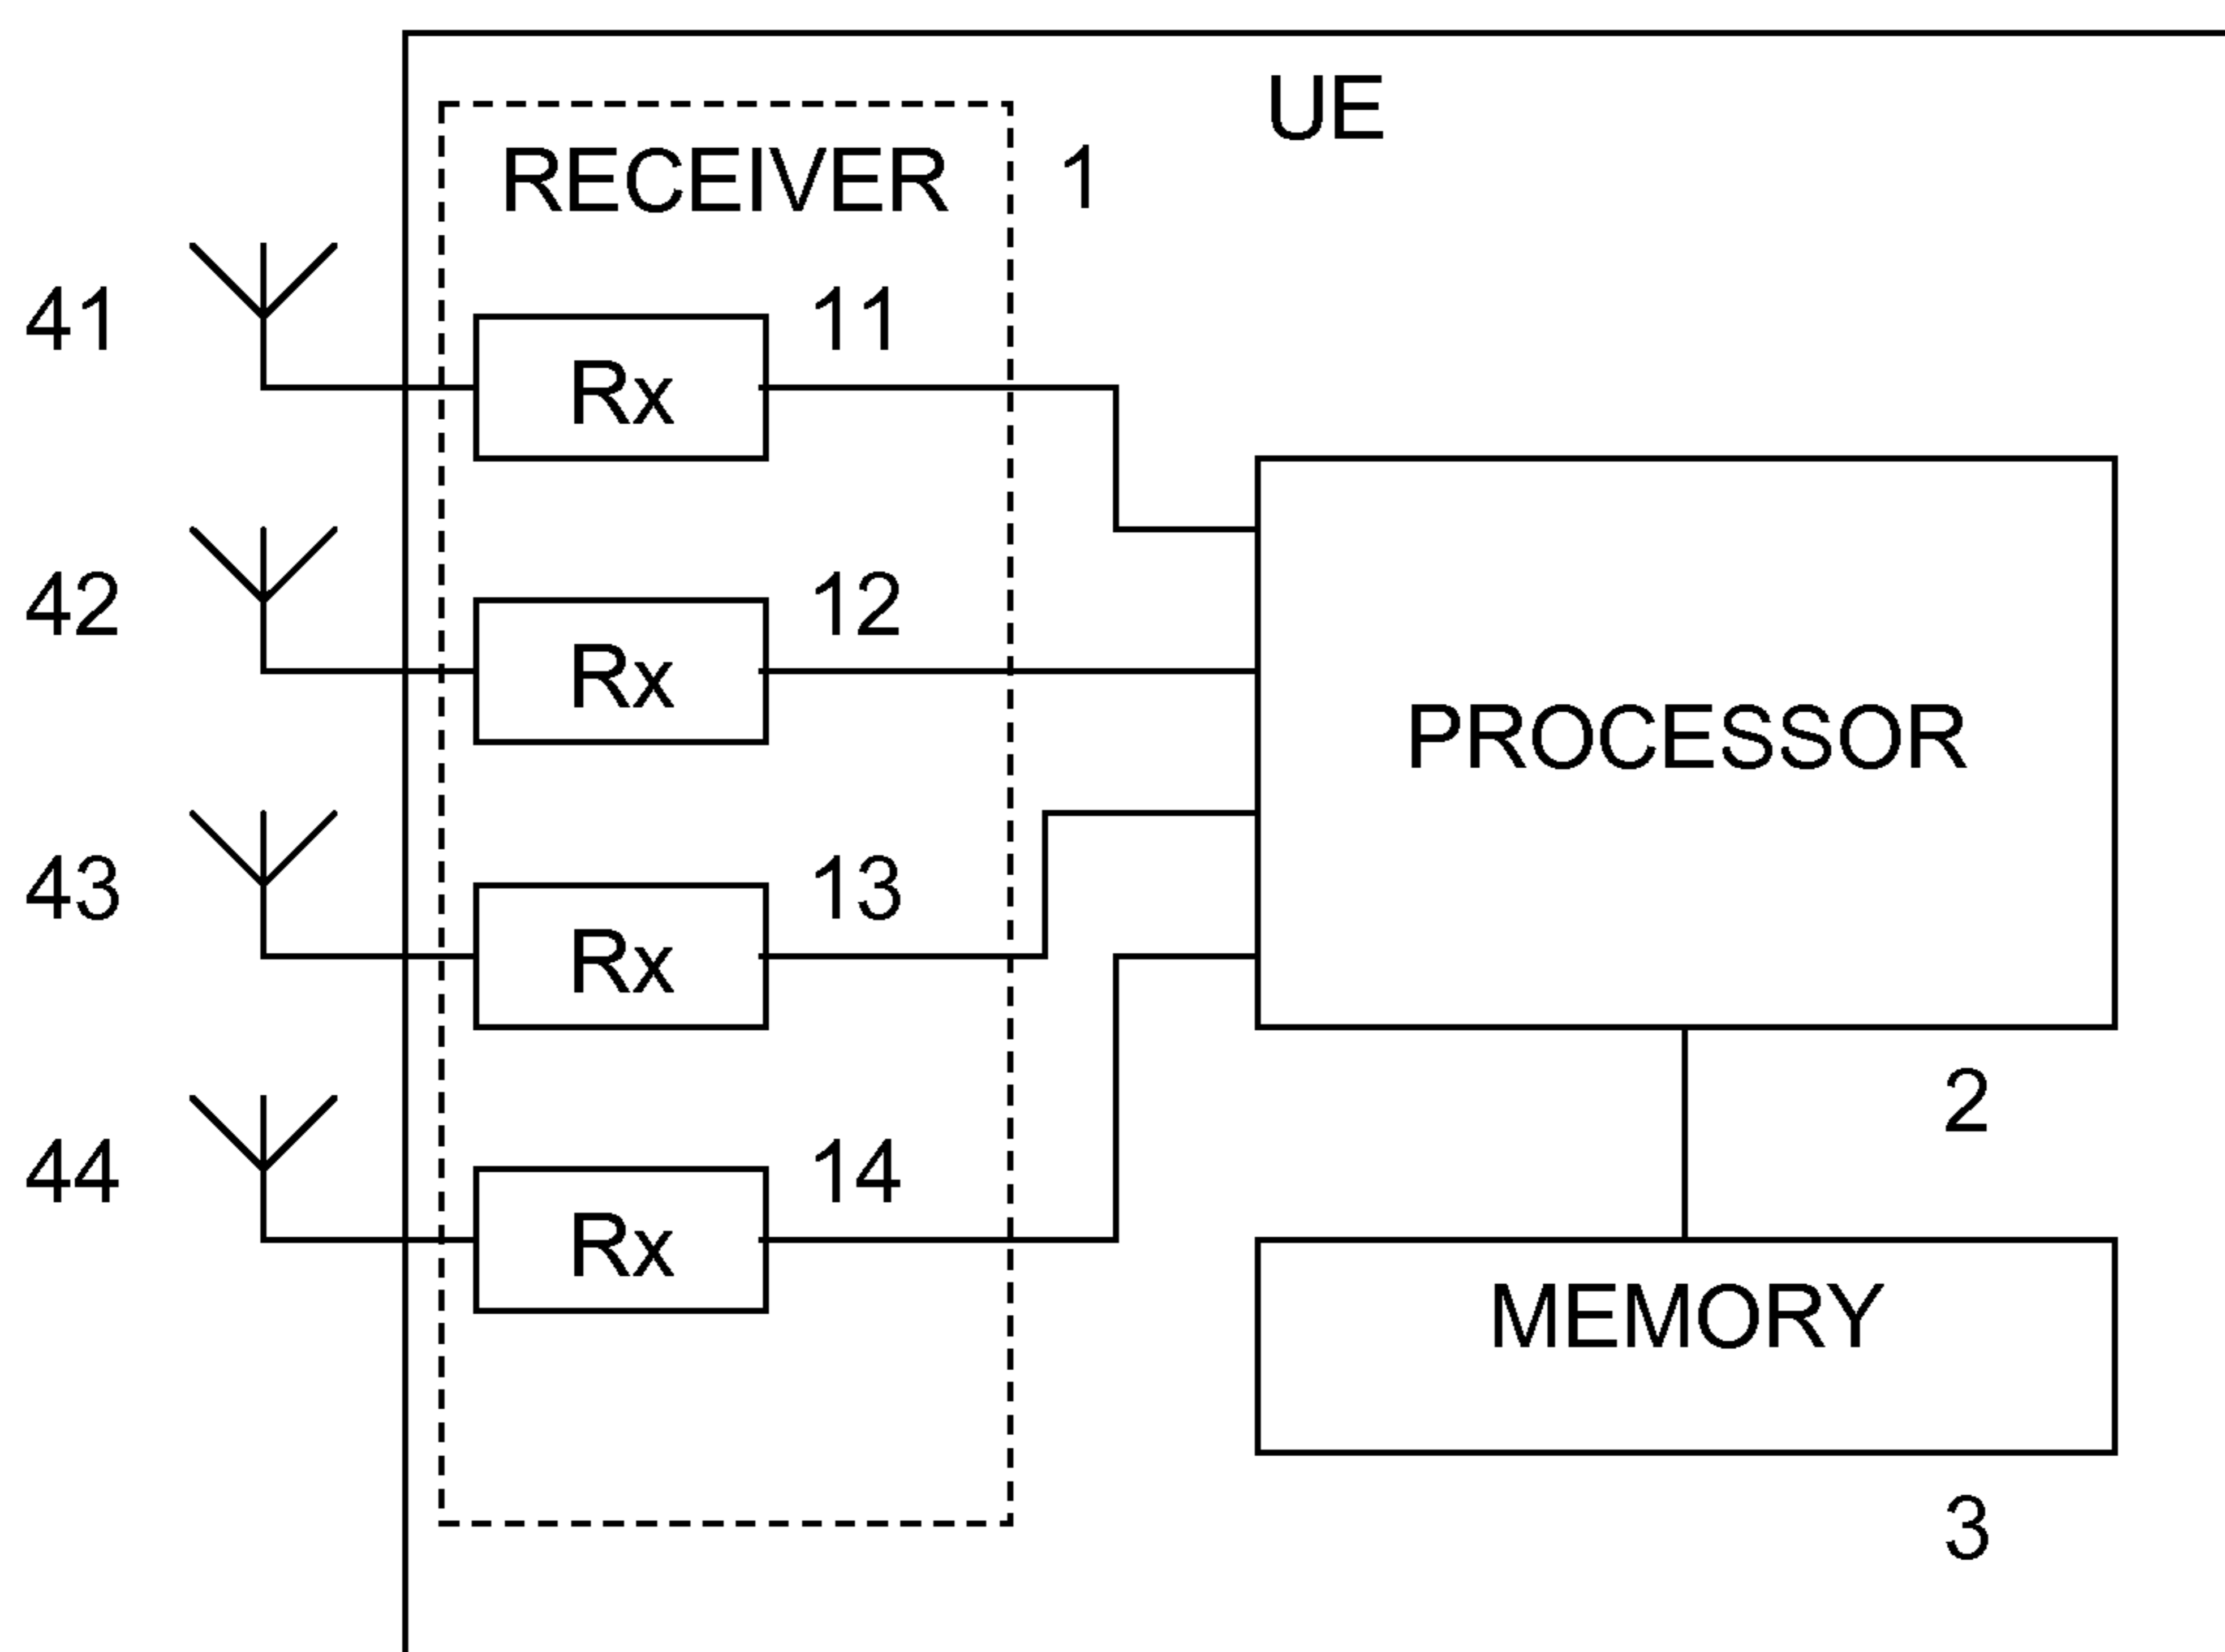 UE
RECEIVER 1
41 Rx 11
42 Rx 12
PROCESSOR
43 Rx 13
2
44 Rx 14
MEMORY
3